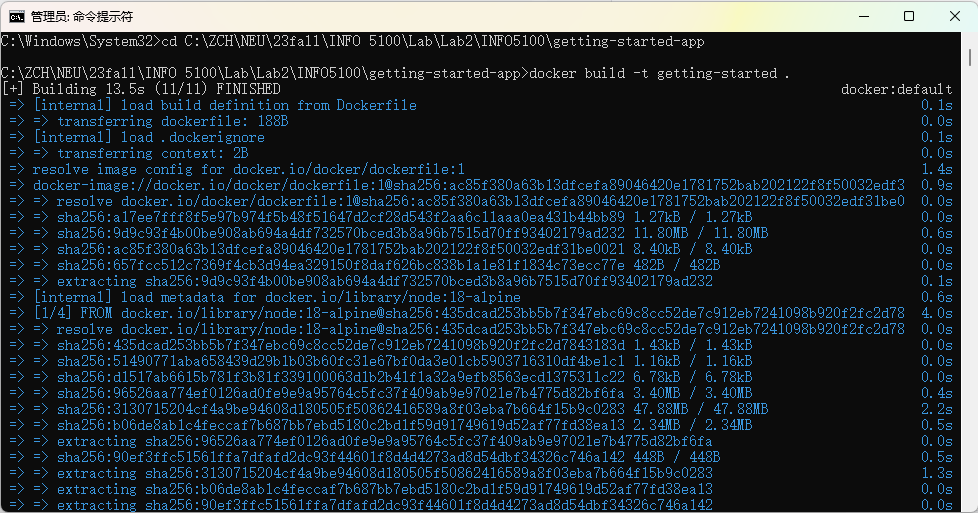 管理员: 命令提示符
C:\Windows\System32>cd C:\ZCH\NEU\23fall\INFO 5100\Lab\Lab2\INFO5100\getting-started-app
C:\ZCH\NEU\23fall\INFO 5100\Lab\Lab2\INFO5100\getting-started-app>docker build -t getting-started .
[+] Building 13.5s (11/11) FINISHED docker:default
=> [internal] load build definition from Dockerfile 0.1s
=> => transferring dockerfile: 188B 0.0s
=> [internal] load .dockerignore 0.1s
=> => transferring context: 2B 0.0s
=> resolve image config for docker.io/docker/dockerfile:1 1.4s
=> docker-image://docker.io/docker/dockerfile:1@sha256:ac85f380a63b13dfcefa89046420e1781752bab202122f8f50032edf3 0.9s
=> => resolve docker.io/docker/dockerfile:1@sha256:ac85f380a63b13dfcefa89046420e1781752bab202122f8f50032edf31be0 0.0s
=> => sha256:a17ee7fff8f5e97b974f5b48f51647d2cf28d543f2aa6c11aaa0ea431b44bb89 1.27kB / 1.27kB 0.0s
=> => sha256:9d9c93f4b00be908ab694a4df732570bced3b8a96b7515d70ff93402179ad232 11.80MB / 11.80MB 0.6s
=> => sha256:ac85f380a63b13dfcefa89046420e1781752bab202122f8f50032edf31be0021 8.40kB / 8.40kB 0.0s
=> => sha256:657fcc512c7369f4cb3d94ea329150f8daf626bc838b1a1e81f1834c73ecc77e 482B / 482B 0.0s
=> => extracting sha256:9d9c93f4b00be908ab694a4df732570bced3b8a96b7515d70ff93402179ad232 0.1s
=> [internal] load metadata for docker.io/library/node:18-alpine 0.6s
=> [1/4] FROM docker.io/library/node:18-alpine@sha256:435dcad253bb5b7f347ebc69c8cc52de7c912eb7241098b920f2fc2d78 4.0s
=> => resolve docker.io/library/node:18-alpine@sha256:435dcad253bb5b7f347ebc69c8cc52de7c912eb7241098b920f2fc2d78 0.0s
=> => sha256:435dcad253bb5b7f347ebc69c8cc52de7c912eb7241098b920f2fc2d7843183d 1.43kB / 1.43kB 0.0s
=> => sha256:51490771aba658439d29b1b03b60fc31e67bf0da3e01cb5903716310df4be1c1 1.16kB / 1.16kB 0.0s
=> => sha256:d1517ab6615b781f3b81f339100063d1b2b41f1a32a9efb8563ecd1375311c22 6.78kB / 6.78kB 0.0s
=> => sha256:96526aa774ef0126ad0fe9e9a95764c5fc37f409ab9e97021e7b4775d82bf6fa 3.40MB / 3.40MB 0.4s
=> => sha256:3130715204cf4a9be94608d180505f50862416589a8f03eba7b664f15b9c0283 47.88MB / 47.88MB 2.2s
=> => sha256:b06de8ab1c4feccaf7b687bb7ebd5180c2bd1f59d91749619d52af77fd38ea13 2.34MB / 2.34MB 0.5s
=> => extracting sha256:96526aa774ef0126ad0fe9e9a95764c5fc37f409ab9e97021e7b4775d82bf6fa 0.0s
=> => sha256:90ef3ffc51561ffa7dfafd2dc93f44601f8d4d4273ad8d54dbf34326c746a142 448B / 448B 0.5s
=> => extracting sha256:3130715204cf4a9be94608d180505f50862416589a8f03eba7b664f15b9c0283 1.3s
=> => extracting sha256:b06de8ab1c4feccaf7b687bb7ebd5180c2bd1f59d91749619d52af77fd38ea13 0.0s
=> => extracting sha256:90ef3ffc51561ffa7dfafd2dc93f44601f8d4d4273ad8d54dbf34326c746a142 0.0s